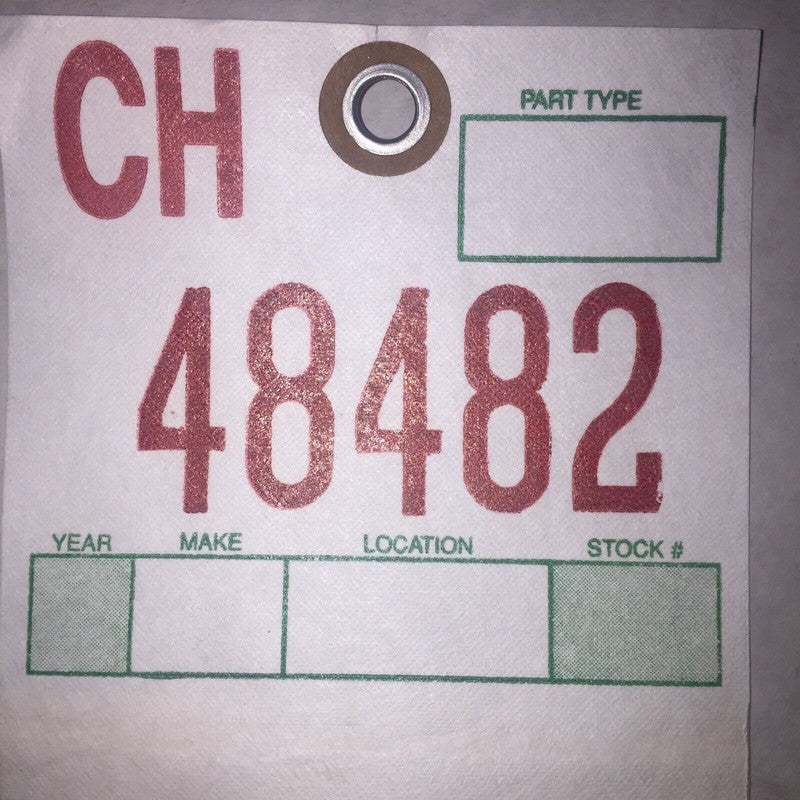 CH
PART TYPE
48482
YEAR MAKE LOCATION STOCK #